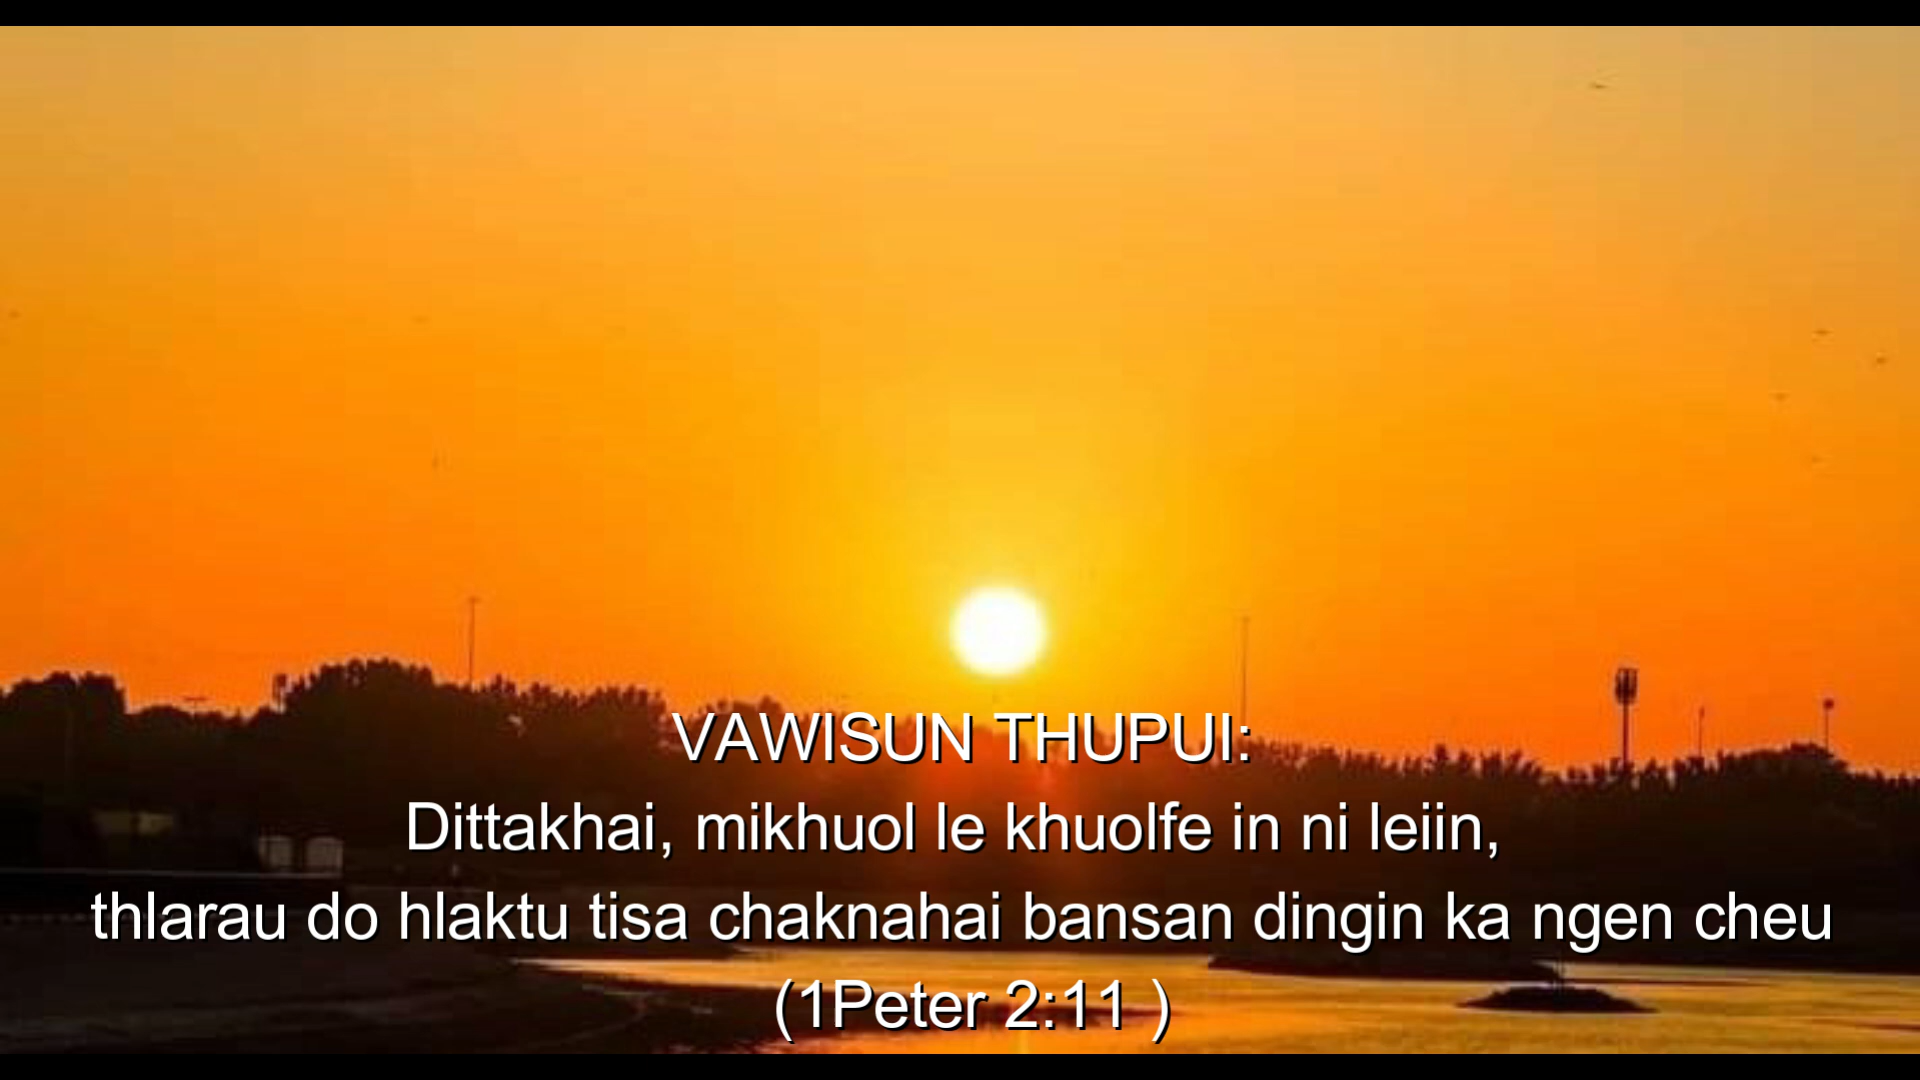 VAWISUN THUPUI:
Dittakhai, mikhuol le khuolfe in ni leiin,
thlarau do hlaktu tisa chaknahai bansan dingin ka ngen cheu
(1Peter 2:11 )